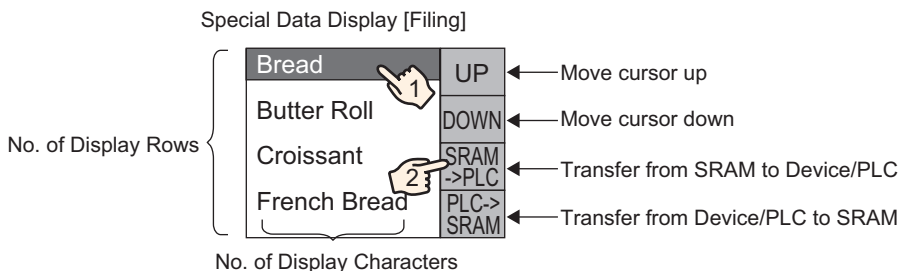 Special Data Display [Filing]
Bread
UP
Move cursor up
1
Butter Roll
DOWN
Move cursor down
No. of Display Rows
Croissant
SRAM
->PLC
Transfer from SRAM to Device/PLC
2
French Bread
PLC->
SRAM
Transfer from Device/PLC to SRAM
No. of Display Characters